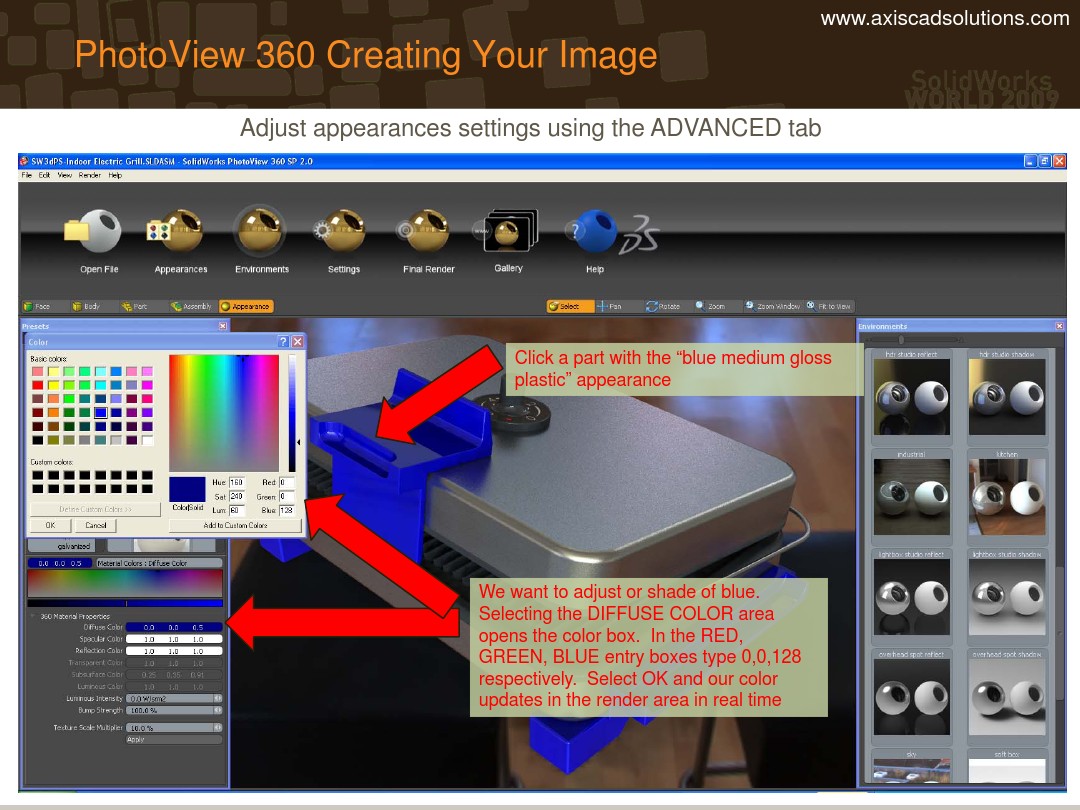 www.axiscadsolutions.com
PhotoView 360 Creating Your Image
SolidWorks
WORLD 2009
Adjust appearances settings using the ADVANCED tab
SW3dPS-Indoor Electric Grill.SLDASM - SolidWorks PhotoView 360 SP 2.0
File Edit View Render Help
Open File Appearances Environments Settings Final Render Gallery Help
Face Body Part Assembly Appearance Select Pan Rotate Zoom Zoom Window Fit to View
Presets
Environments
Color
Basic colors:
Custom colors:
Define Custom Colors >>
OK Cancel
Color|Solid
Hue: 160 Red: 0
Sat: 240 Green: 0
Lum: 60 Blue: 128
Add to Custom Colors
Click a part with the “blue medium gloss
plastic” appearance
hdr studio reflect hdr studio shadow
industrial kitchen
lightbox studio reflect lightbox studio shadow
overhead spot reflect overhead spot shadow
sky soft box
galvanized
0.0 0.0 0.5 Material Colors : Diffuse Color
360 Material Properties
Diffuse Color 0.0 0.0 0.5
Specular Color 1.0 1.0 1.0
Reflection Color 1.0 1.0 1.0
Transparent Color 1.0 1.0 1.0
Subsurface Color
Luminous Color 1.0 1.0 1.0
Luminous Intensity 0.0 W/srm2
Bump Strength 100.0 %
Texture Scale Multiplier 10.0 %
Apply
We want to adjust or shade of blue.
Selecting the DIFFUSE COLOR area
opens the color box. In the RED,
GREEN, BLUE entry boxes type 0,0,128
respectively. Select OK and our color
updates in the render area in real time